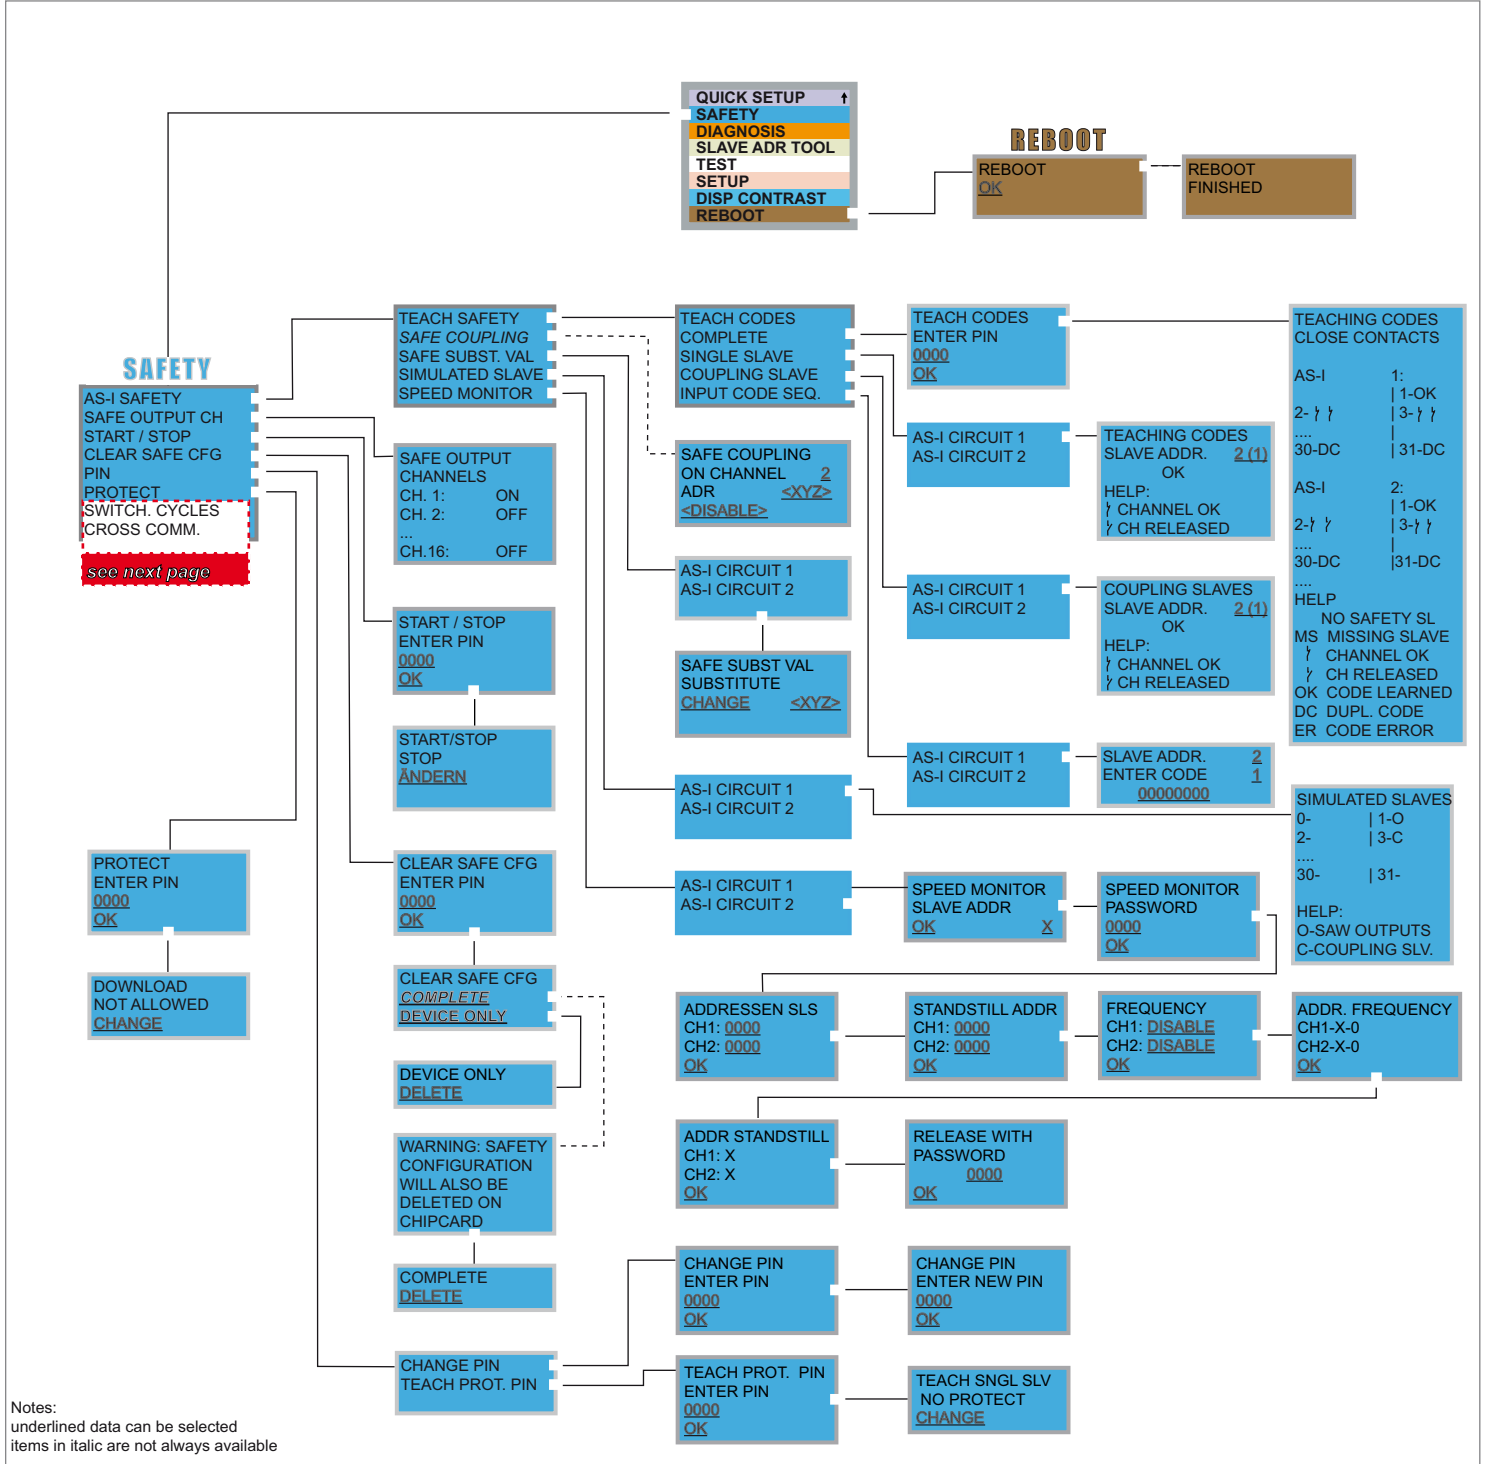 QUICK SETUP ↑
SAFETY
DIAGNOSIS
SLAVE ADR TOOL
TEST
SETUP
DISP CONTRAST
REBOOT
REBOOT
REBOOT
OK
REBOOT
FINISHED
SAFETY
AS-I SAFETY
SAFE OUTPUT CH
START / STOP
CLEAR SAFE CFG
PIN
PROTECT
SWITCH. CYCLES
CROSS COMM.
see next page
TEACH SAFETY
SAFE COUPLING
SAFE SUBST. VAL
SIMULATED SLAVE
SPEED MONITOR
TEACH CODES
COMPLETE
SINGLE SLAVE
COUPLING SLAVE
INPUT CODE SEQ.
TEACH CODES
ENTER PIN
0000
OK
TEACHING CODES
CLOSE CONTACTS
AS-I 1:
| 1-OK
2- | 3-
.... |
30-DC | 31-DC
AS-I 2:
| 1-OK
2- | 3-
.... |
30-DC |31-DC
....
HELP
NO SAFETY SL
MS MISSING SLAVE
CHANNEL OK
CH RELEASED
OK CODE LEARNED
DC DUPL. CODE
ER CODE ERROR
SAFE OUTPUT
CHANNELS
CH. 1: ON
CH. 2: OFF
...
CH.16: OFF
SAFE COUPLING
ON CHANNEL 2
ADR <XYZ>
<DISABLE>
AS-I CIRCUIT 1
AS-I CIRCUIT 2
TEACHING CODES
SLAVE ADDR. 2 (1)
OK
HELP:
CHANNEL OK
CH RELEASED
AS-I CIRCUIT 1
AS-I CIRCUIT 2
AS-I CIRCUIT 1
AS-I CIRCUIT 2
COUPLING SLAVES
SLAVE ADDR. 2 (1)
OK
HELP:
CHANNEL OK
CH RELEASED
START / STOP
ENTER PIN
0000
OK
SAFE SUBST VAL
SUBSTITUTE
CHANGE <XYZ>
START/STOP
STOP
ÄNDERN
AS-I CIRCUIT 1
AS-I CIRCUIT 2
SLAVE ADDR. 2
ENTER CODE 1
00000000
AS-I CIRCUIT 1
AS-I CIRCUIT 2
SIMULATED SLAVES
0- | 1-O
2- | 3-C
....
30- | 31-
HELP:
O-SAW OUTPUTS
C-COUPLING SLV.
PROTECT
ENTER PIN
0000
OK
CLEAR SAFE CFG
ENTER PIN
0000
OK
AS-I CIRCUIT 1
AS-I CIRCUIT 2
SPEED MONITOR
SLAVE ADDR
OK X
SPEED MONITOR
PASSWORD
0000
OK
DOWNLOAD
NOT ALLOWED
CHANGE
CLEAR SAFE CFG
COMPLETE
DEVICE ONLY
ADDRESSEN SLS
CH1: 0000
CH2: 0000
OK
STANDSTILL ADDR
CH1: 0000
CH2: 0000
OK
FREQUENCY
CH1: DISABLE
CH2: DISABLE
OK
ADDR. FREQUENCY
CH1-X-0
CH2-X-0
OK
DEVICE ONLY
DELETE
WARNING: SAFETY
CONFIGURATION
WILL ALSO BE
DELETED ON
CHIPCARD
ADDR STANDSTILL
CH1: X
CH2: X
OK
RELEASE WITH
PASSWORD
0000
OK
COMPLETE
DELETE
CHANGE PIN
ENTER PIN
0000
OK
CHANGE PIN
ENTER NEW PIN
0000
OK
CHANGE PIN
TEACH PROT. PIN
TEACH PROT. PIN
ENTER PIN
0000
OK
TEACH SNGL SLV
NO PROTECT
CHANGE
Notes:
underlined data can be selected
items in italic are not always available